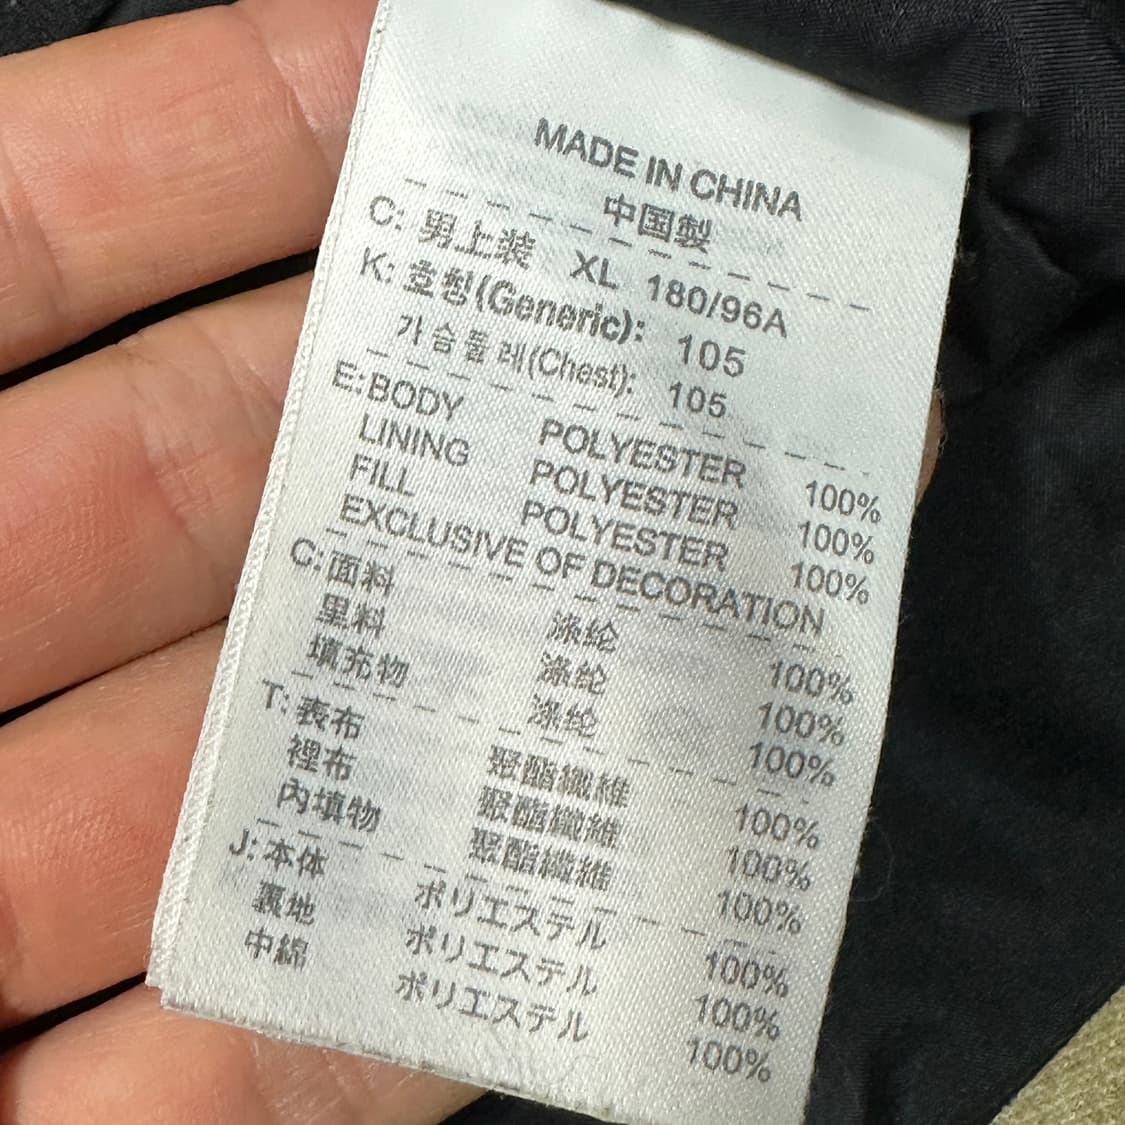 MADE IN CHINA
中国製
C: 男上装 XL 180/96A
K: 호칭(Generic): 105
가슴둘레(Chest): 105
E: BODY POLYESTER 100%
LINING POLYESTER 100%
FILL POLYESTER 100%
EXCLUSIVE OF DECORATION
C: 面料 涤纶 100%
里料 涤纶 100%
填充物 涤纶 100%
T: 表布 聚酯纖維 100%
裡布 聚酯纖維 100%
內填物 聚酯纖維 100%
J: 本体 ポリエステル 100%
裏地 ポリエステル 100%
中綿 ポリエステル 100%